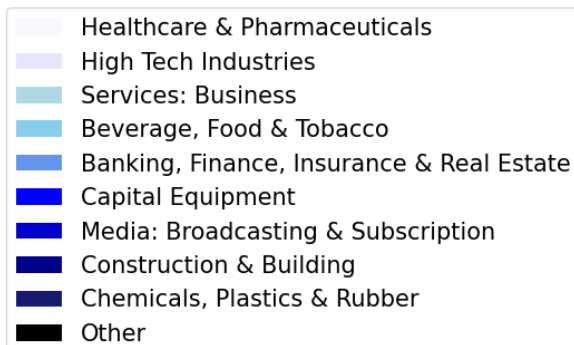 Healthcare & Pharmaceuticals
High Tech Industries
Services: Business
Beverage, Food & Tobacco
Banking, Finance, Insurance & Real Estate
Capital Equipment
Media: Broadcasting & Subscription
Construction & Building
Chemicals, Plastics & Rubber
Other